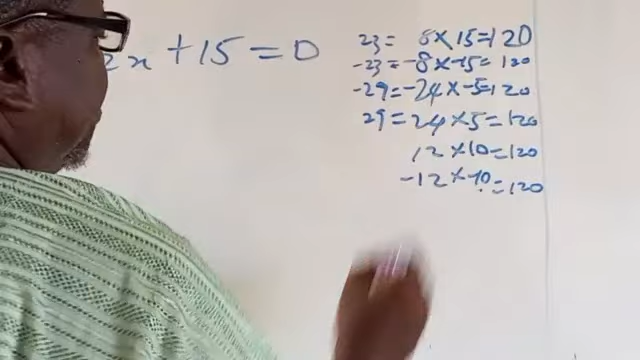 2x + 15 = 0
23 = 8 × 15 = 120
-23 = -8 × -15 = 120
-29 = -24 × -5 = 120
29 = 24 × 5 = 120
12 × 10 = 120
-12 × -10 = 120